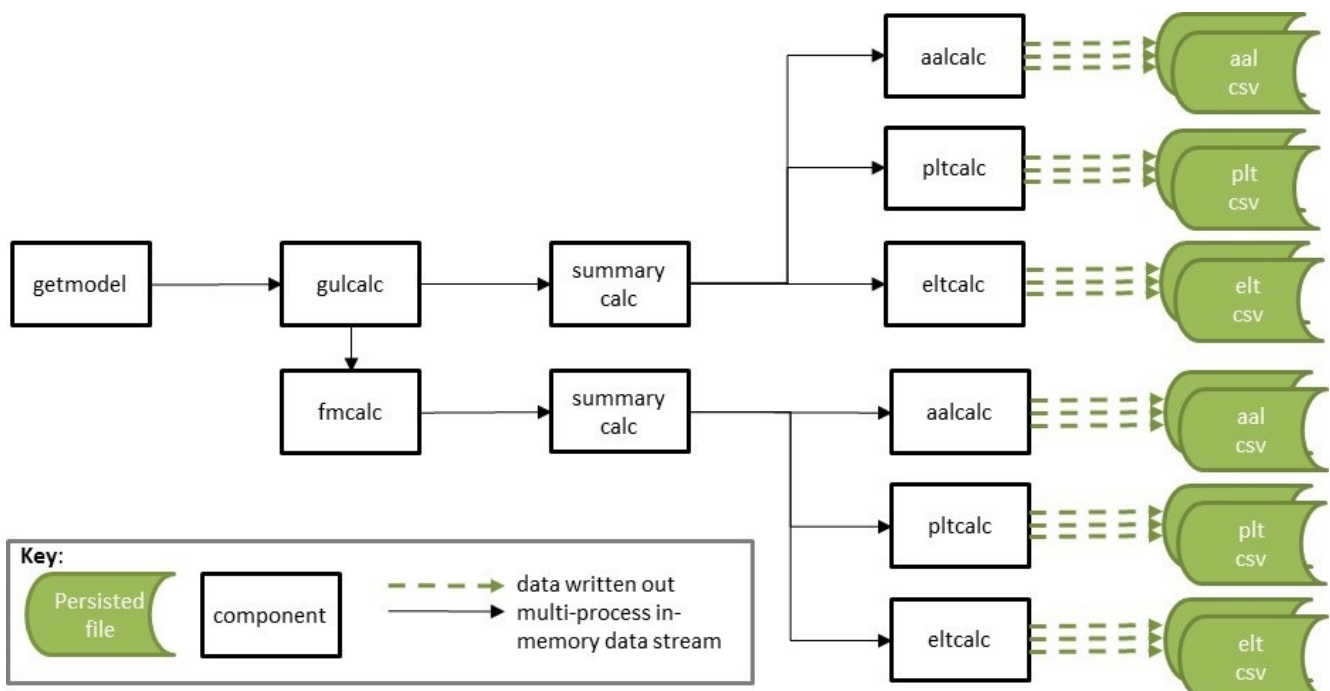 aalcalc
aal
csv
pltcalc
plt
csv
getmodel
gulcalc
summary
calc
eltcalc
elt
csv
fmcalc
summary
calc
aalcalc
aal
csv
pltcalc
plt
csv
eltcalc
elt
csv
Key:
Persisted
file
component
data written out
multi-process in-
memory data stream